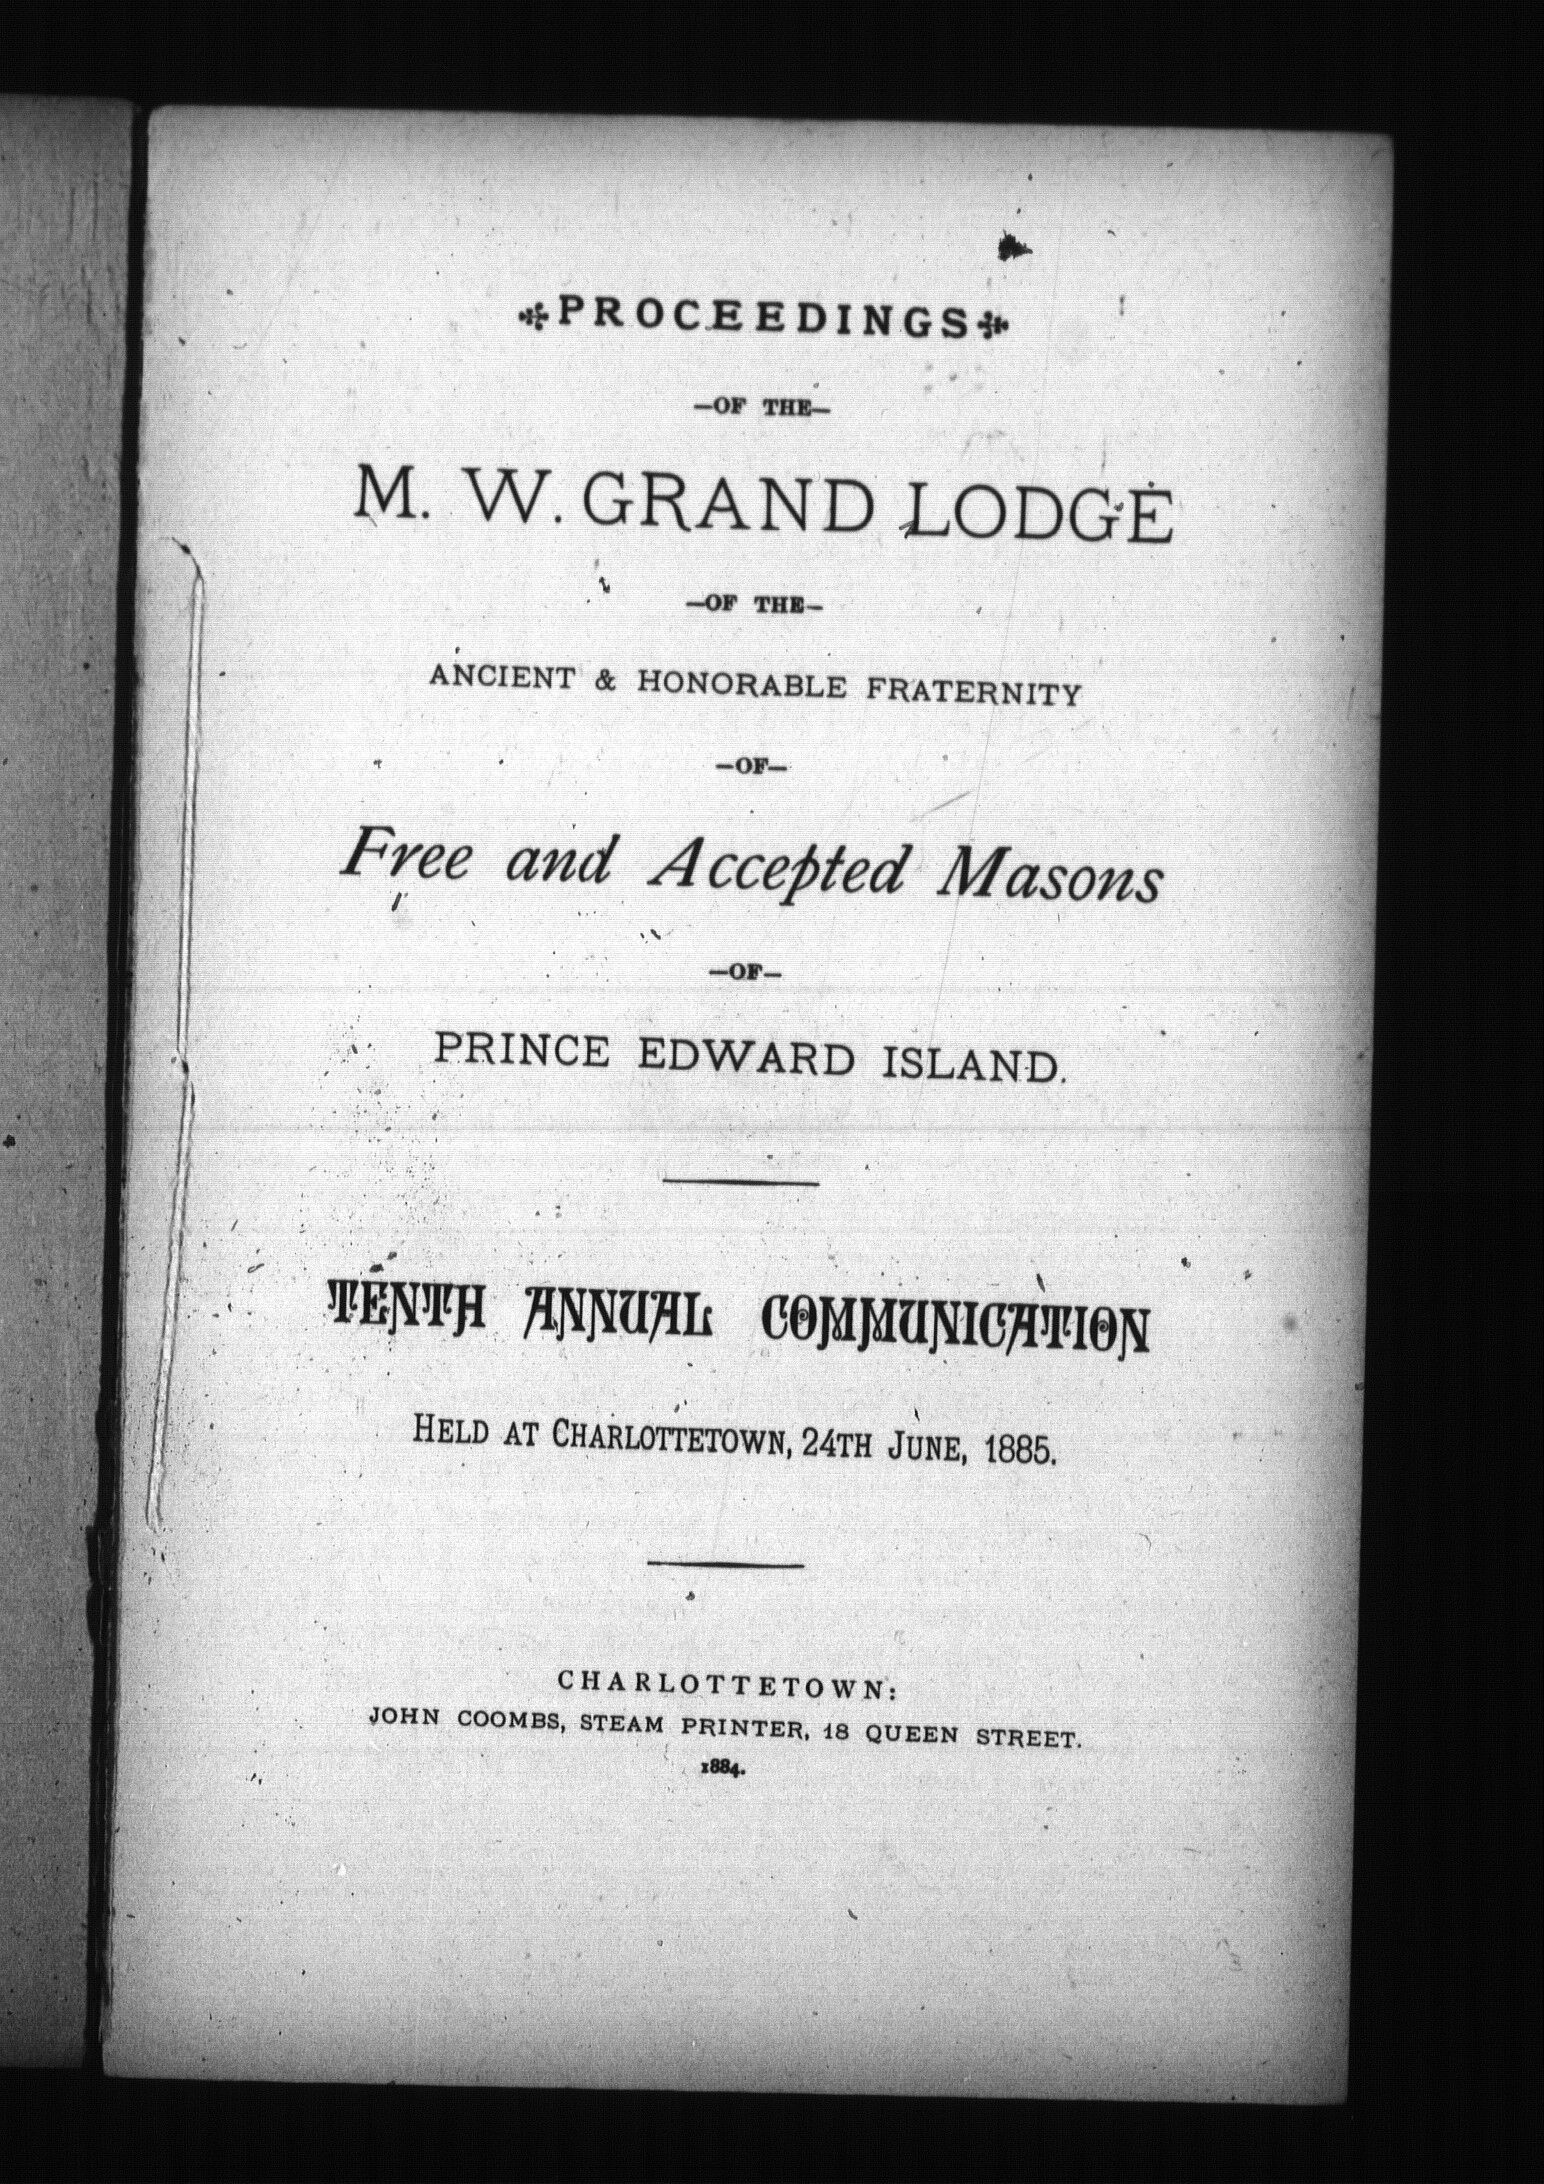 PROCEEDINGS
—OF THE—
M. W. GRAND LODGE
—OF THE—
ANCIENT & HONORABLE FRATERNITY
—OF—
Free and Accepted Masons
—OF—
PRINCE EDWARD ISLAND.
TENTH ANNUAL COMMUNICATION
HELD AT CHARLOTTETOWN, 24TH JUNE, 1885.
CHARLOTTETOWN:
JOHN COOMBS, STEAM PRINTER, 18 QUEEN STREET.
1884.